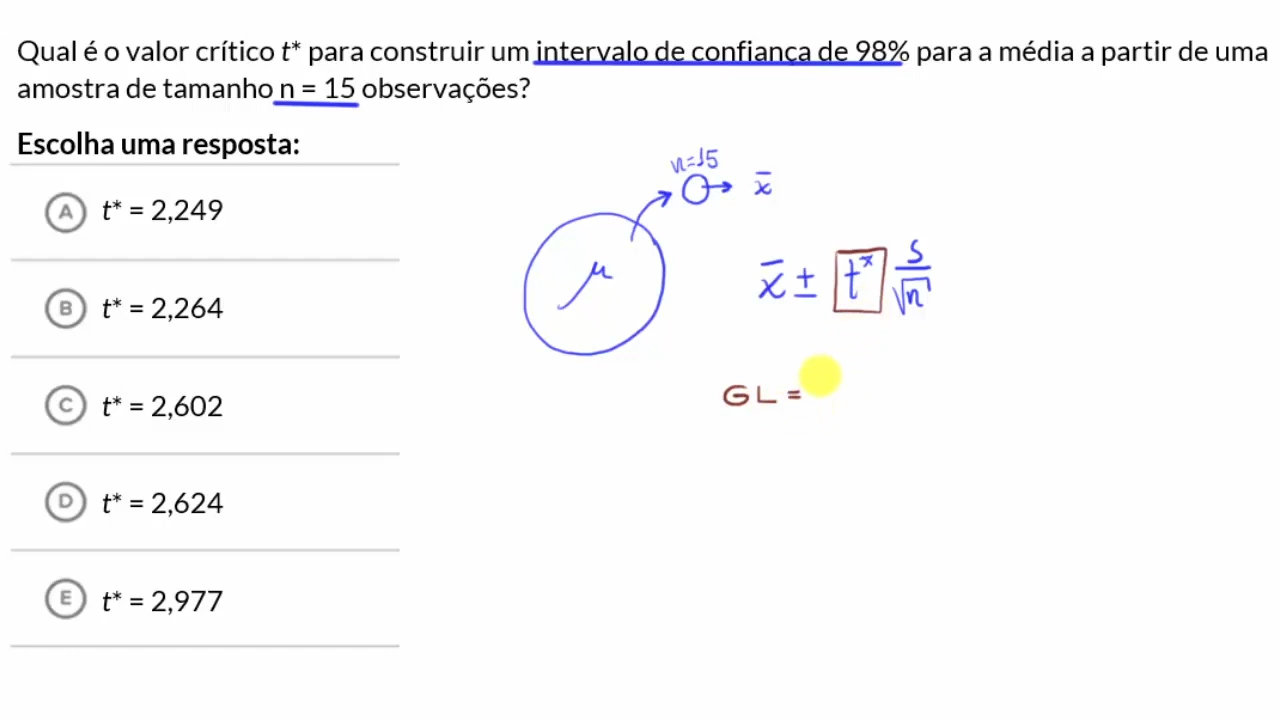 Qual é o valor crítico t* para construir um intervalo de confiança de 98% para a média a partir de uma
amostra de tamanho n = 15 observações?
Escolha uma resposta:
A t* = 2,249
B t* = 2,264
C t* = 2,602
D t* = 2,624
E t* = 2,977
n=15
x̄
μ
x̄ ± t* s/√n
GL =